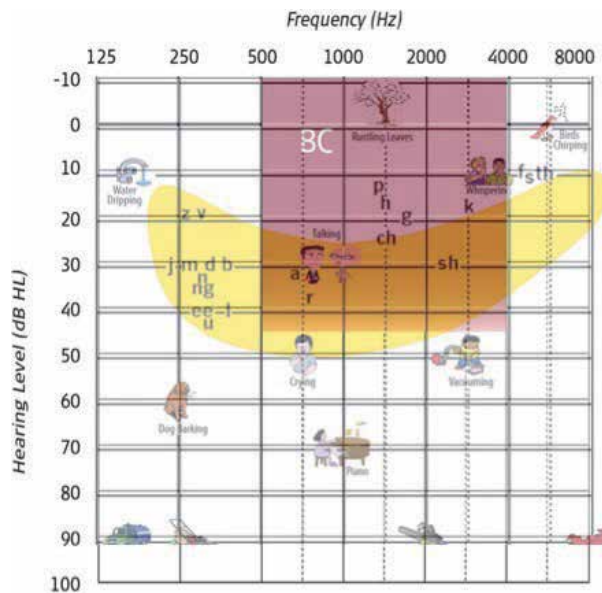 Frequency (Hz)
125 250 500 1000 2000 4000 8000
Hearing Level (dB HL)
-10
0
10
20
30
40
50
60
70
80
90
100
BC
Rustling Leaves
Birds
Chirping
Water
Dripping
Whispering
f s th
p
h
g
k
z v
ch
Talking
j m d b
n
ng
a
r
sh
u
Crying
Vacuuming
Dog Barking
Piano